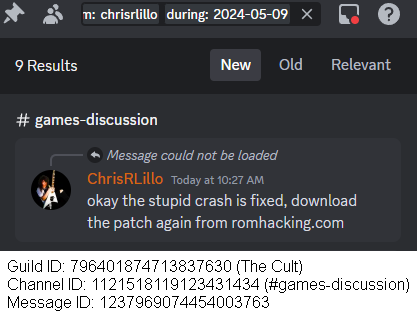 m: chrisrlillo during: 2024-05-09
9 Results New Old Relevant
# games-discussion
Message could not be loaded
ChrisRLillo Today at 10:27 AM
okay the stupid crash is fixed, download
the patch again from romhacking.com
Guild ID: 796401874713837630 (The Cult)
Channel ID: 1121518119123431434 (#games-discussion)
Message ID: 1237969074454003763